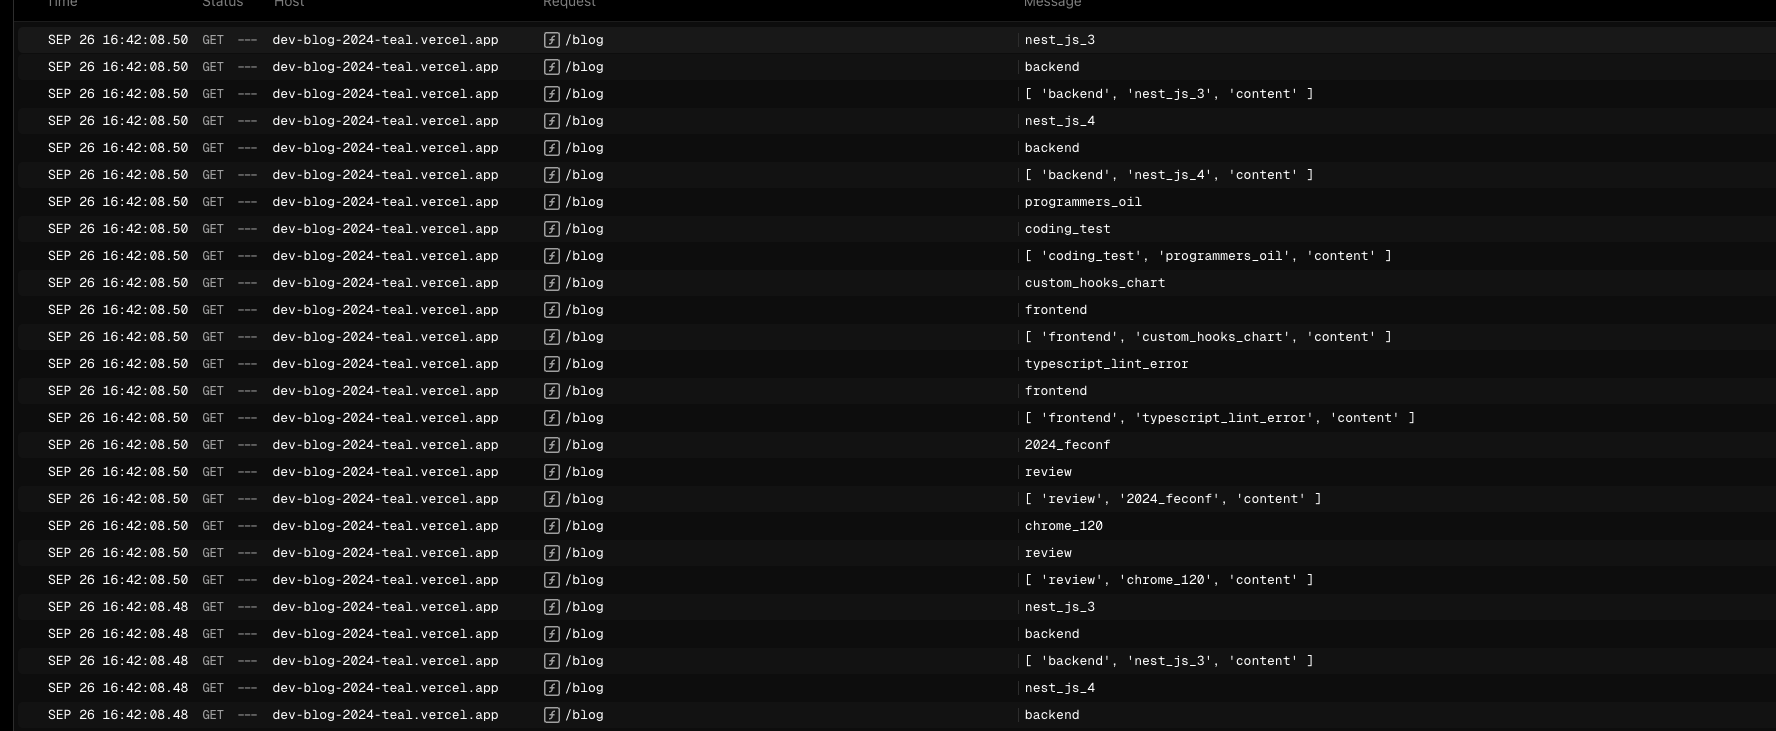 Time Status Host Request Message
SEP 26 16:42:08.50 GET --- dev-blog-2024-teal.vercel.app /blog nest_js_3
SEP 26 16:42:08.50 GET --- dev-blog-2024-teal.vercel.app /blog backend
SEP 26 16:42:08.50 GET --- dev-blog-2024-teal.vercel.app /blog [ 'backend', 'nest_js_3', 'content' ]
SEP 26 16:42:08.50 GET --- dev-blog-2024-teal.vercel.app /blog nest_js_4
SEP 26 16:42:08.50 GET --- dev-blog-2024-teal.vercel.app /blog backend
SEP 26 16:42:08.50 GET --- dev-blog-2024-teal.vercel.app /blog [ 'backend', 'nest_js_4', 'content' ]
SEP 26 16:42:08.50 GET --- dev-blog-2024-teal.vercel.app /blog programmers_oil
SEP 26 16:42:08.50 GET --- dev-blog-2024-teal.vercel.app /blog coding_test
SEP 26 16:42:08.50 GET --- dev-blog-2024-teal.vercel.app /blog [ 'coding_test', 'programmers_oil', 'content' ]
SEP 26 16:42:08.50 GET --- dev-blog-2024-teal.vercel.app /blog custom_hooks_chart
SEP 26 16:42:08.50 GET --- dev-blog-2024-teal.vercel.app /blog frontend
SEP 26 16:42:08.50 GET --- dev-blog-2024-teal.vercel.app /blog [ 'frontend', 'custom_hooks_chart', 'content' ]
SEP 26 16:42:08.50 GET --- dev-blog-2024-teal.vercel.app /blog typescript_lint_error
SEP 26 16:42:08.50 GET --- dev-blog-2024-teal.vercel.app /blog frontend
SEP 26 16:42:08.50 GET --- dev-blog-2024-teal.vercel.app /blog [ 'frontend', 'typescript_lint_error', 'content' ]
SEP 26 16:42:08.50 GET --- dev-blog-2024-teal.vercel.app /blog 2024_feconf
SEP 26 16:42:08.50 GET --- dev-blog-2024-teal.vercel.app /blog review
SEP 26 16:42:08.50 GET --- dev-blog-2024-teal.vercel.app /blog [ 'review', '2024_feconf', 'content' ]
SEP 26 16:42:08.50 GET --- dev-blog-2024-teal.vercel.app /blog chrome_120
SEP 26 16:42:08.50 GET --- dev-blog-2024-teal.vercel.app /blog review
SEP 26 16:42:08.50 GET --- dev-blog-2024-teal.vercel.app /blog [ 'review', 'chrome_120', 'content' ]
SEP 26 16:42:08.48 GET --- dev-blog-2024-teal.vercel.app /blog nest_js_3
SEP 26 16:42:08.48 GET --- dev-blog-2024-teal.vercel.app /blog backend
SEP 26 16:42:08.48 GET --- dev-blog-2024-teal.vercel.app /blog [ 'backend', 'nest_js_3', 'content' ]
SEP 26 16:42:08.48 GET --- dev-blog-2024-teal.vercel.app /blog nest_js_4
SEP 26 16:42:08.48 GET --- dev-blog-2024-teal.vercel.app /blog backend